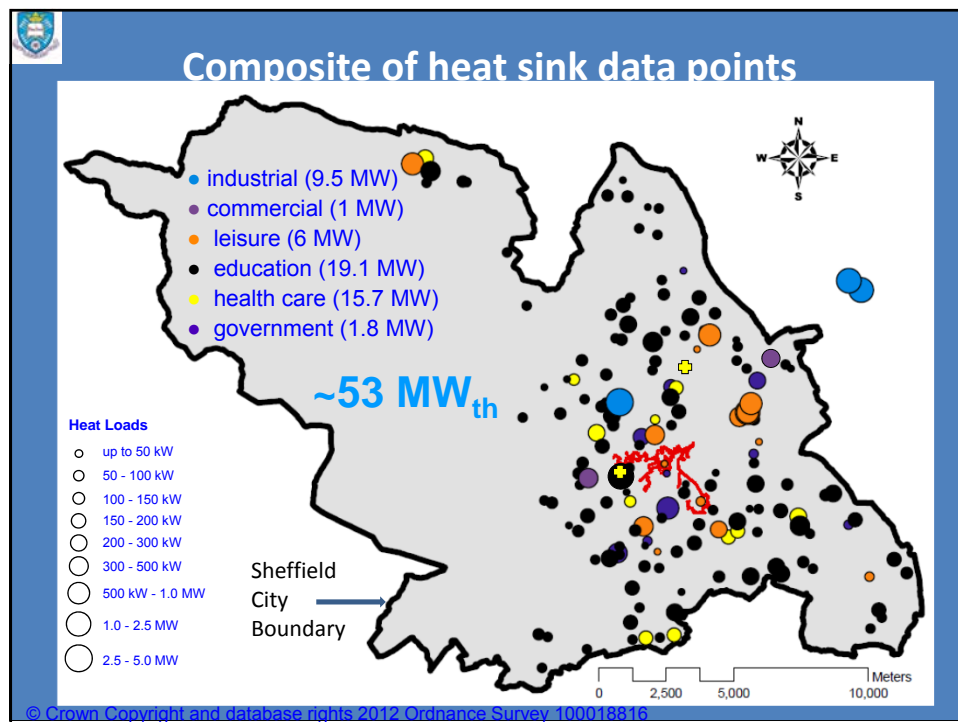 Composite of heat sink data points
N
W E
S
industrial (9.5 MW)
commercial (1 MW)
leisure (6 MW)
education (19.1 MW)
health care (15.7 MW)
government (1.8 MW)
~53 MWth
Heat Loads
up to 50 kW
50 - 100 kW
100 - 150 kW
150 - 200 kW
200 - 300 kW
300 - 500 kW
500 kW - 1.0 MW
1.0 - 2.5 MW
2.5 - 5.0 MW
Sheffield
City
Boundary
Meters
0 2,500 5,000 10,000
© Crown Copyright and database rights 2012 Ordnance Survey 100018816